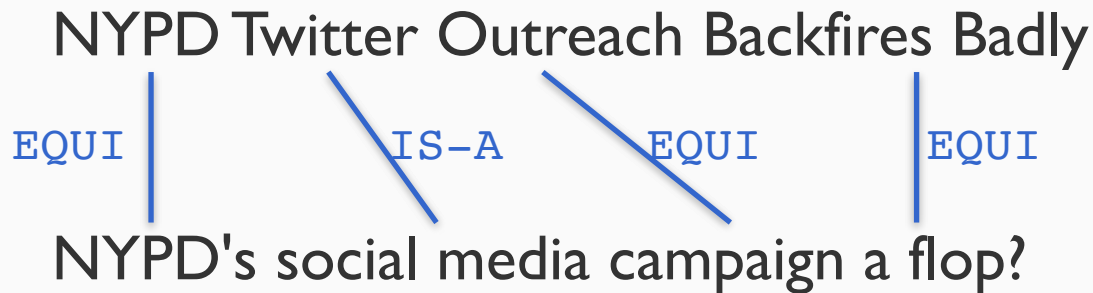 NYPD Twitter Outreach Backfires Badly
EQUI IS-A EQUI EQUI
NYPD's social media campaign a flop?